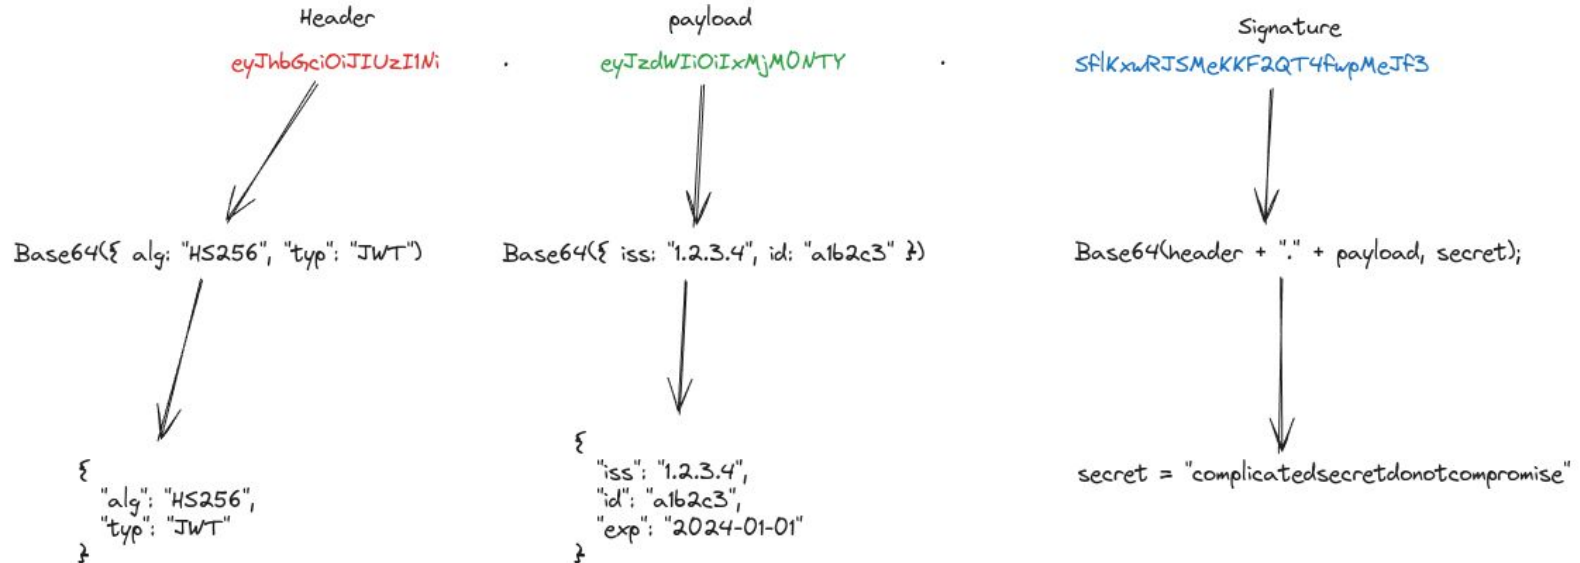 Header
payload
Signature
eyJhbGciOiJIUzI1Ni
.
eyJzdWIiOiIxMjM0NTY
.
SflKxwRJSMeKKF2QT4fwpMeJf3
Base64({ alg: "HS256", "typ": "JWT")
Base64({ iss: "1.2.3.4", id: "a1b2c3" })
Base64(header + "." + payload, secret);
{
"alg": "HS256",
"typ": "JWT"
}
{
"iss": "1.2.3.4",
"id": "a1b2c3",
"exp": "2024-01-01"
}
secret = "complicatedsecretdonotcompromise"